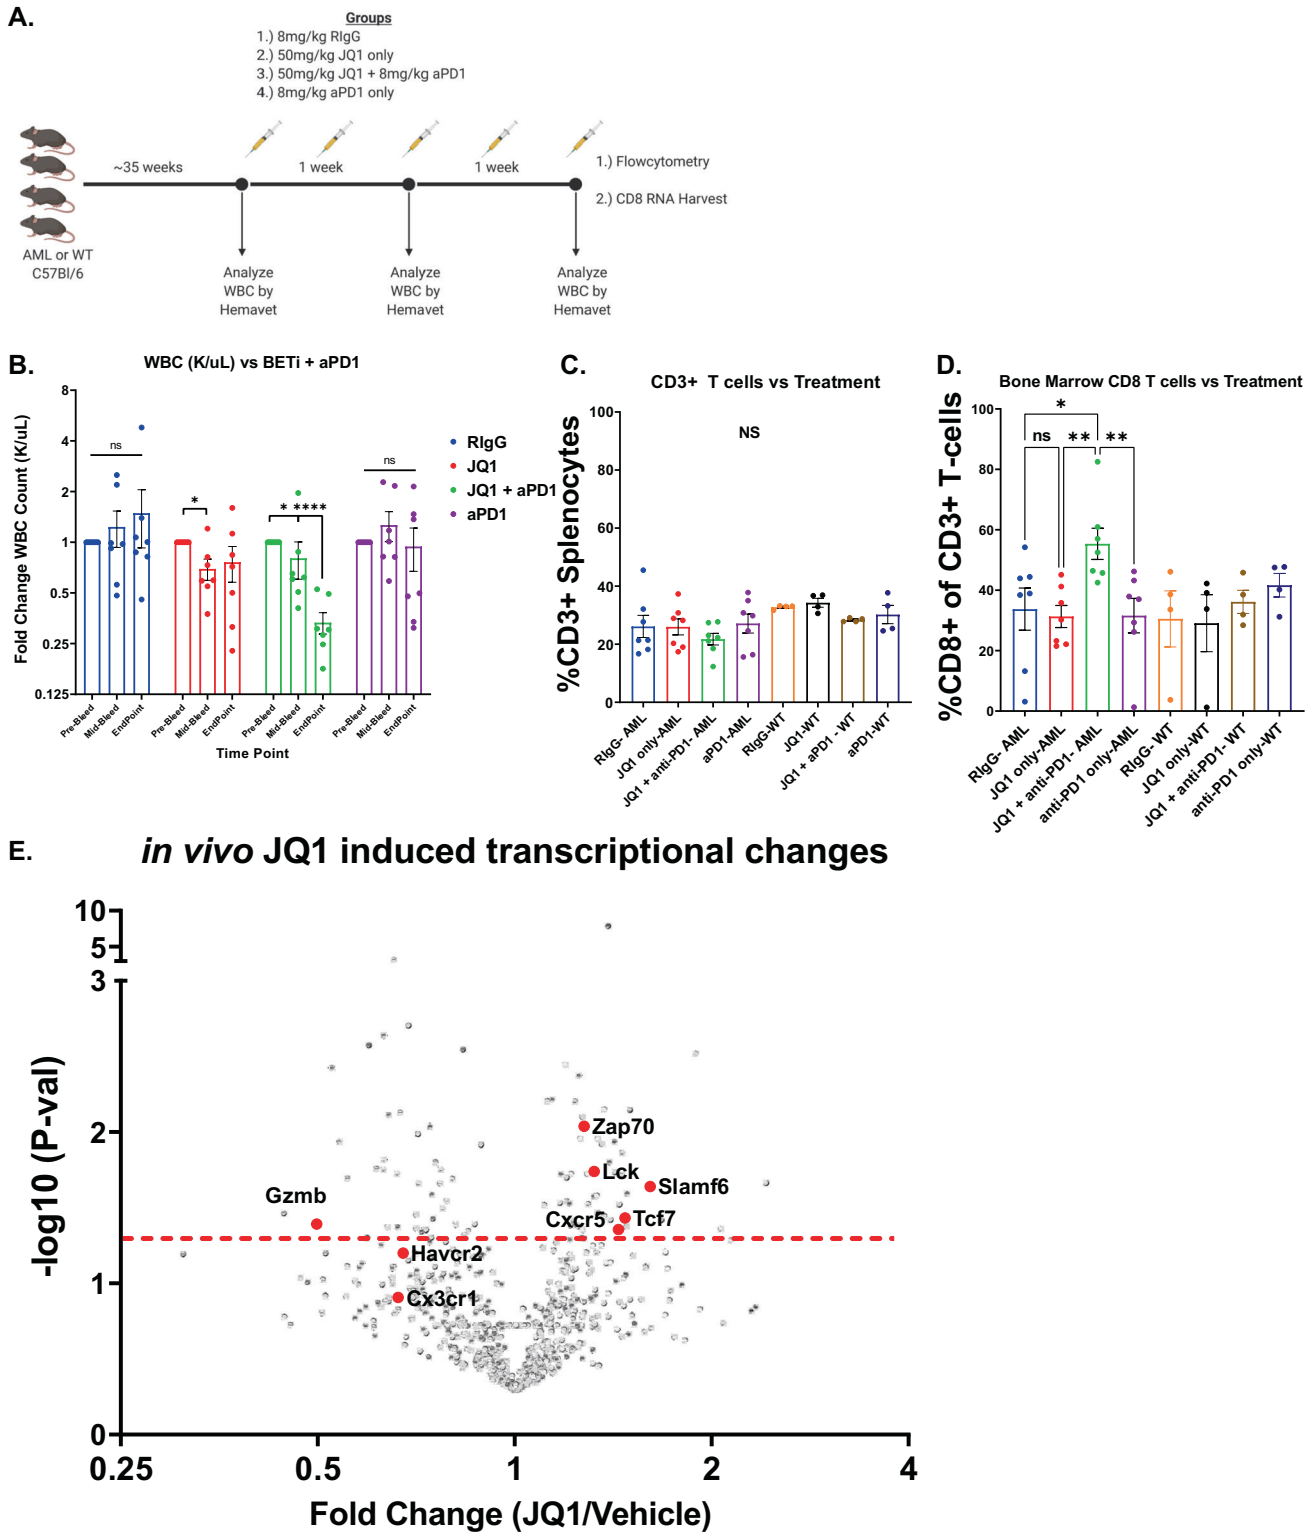 A.
Groups
1.) 8mg/kg RIgG
2.) 50mg/kg JQ1 only
3.) 50mg/kg JQ1 + 8mg/kg aPD1
4.) 8mg/kg aPD1 only
~35 weeks
1 week
1 week
1.) Flowcytometry
2.) CD8 RNA Harvest
AML or WT
C57Bl/6
Analyze
WBC by
Hemavet
Analyze
WBC by
Hemavet
Analyze
WBC by
Hemavet
B.
WBC (K/uL) vs BETi + aPD1
Fold Change WBC Count (K/uL)
8
4
2
1
0.5
0.25
0.125
ns
*
*
****
ns
RIgG
JQ1
JQ1 + aPD1
aPD1
Pre-Bleed
Mid-Bleed
EndPoint
Pre-Bleed
Mid-Bleed
EndPoint
Pre-Bleed
Mid-Bleed
EndPoint
Pre-Bleed
Mid-Bleed
EndPoint
Time Point
C.
CD3+ T cells vs Treatment
%CD3+ Splenocytes
100
80
60
40
20
0
NS
RIgG- AML
JQ1 only-AML
JQ1 + anti-PD1- AML
aPD1-AML
RIgG-WT
JQ1-WT
JQ1 + aPD1 - WT
aPD1-WT
D.
Bone Marrow CD8 T cells vs Treatment
%CD8+ of CD3+ T-cells
100
80
60
40
20
0
*
ns
**
**
RIgG- AML
JQ1 only-AML
JQ1 + anti-PD1- AML
anti-PD1 only-AML
RIgG- WT
JQ1 only-WT
JQ1 + anti-PD1- WT
anti-PD1 only-WT
E.
in vivo JQ1 induced transcriptional changes
-log10 (P-val)
10
5
3
2
1
0
Zap70
Lck
Slamf6
Gzmb
Cxcr5
Tcf7
Havcr2
Cx3cr1
0.25
0.5
1
2
4
Fold Change (JQ1/Vehicle)